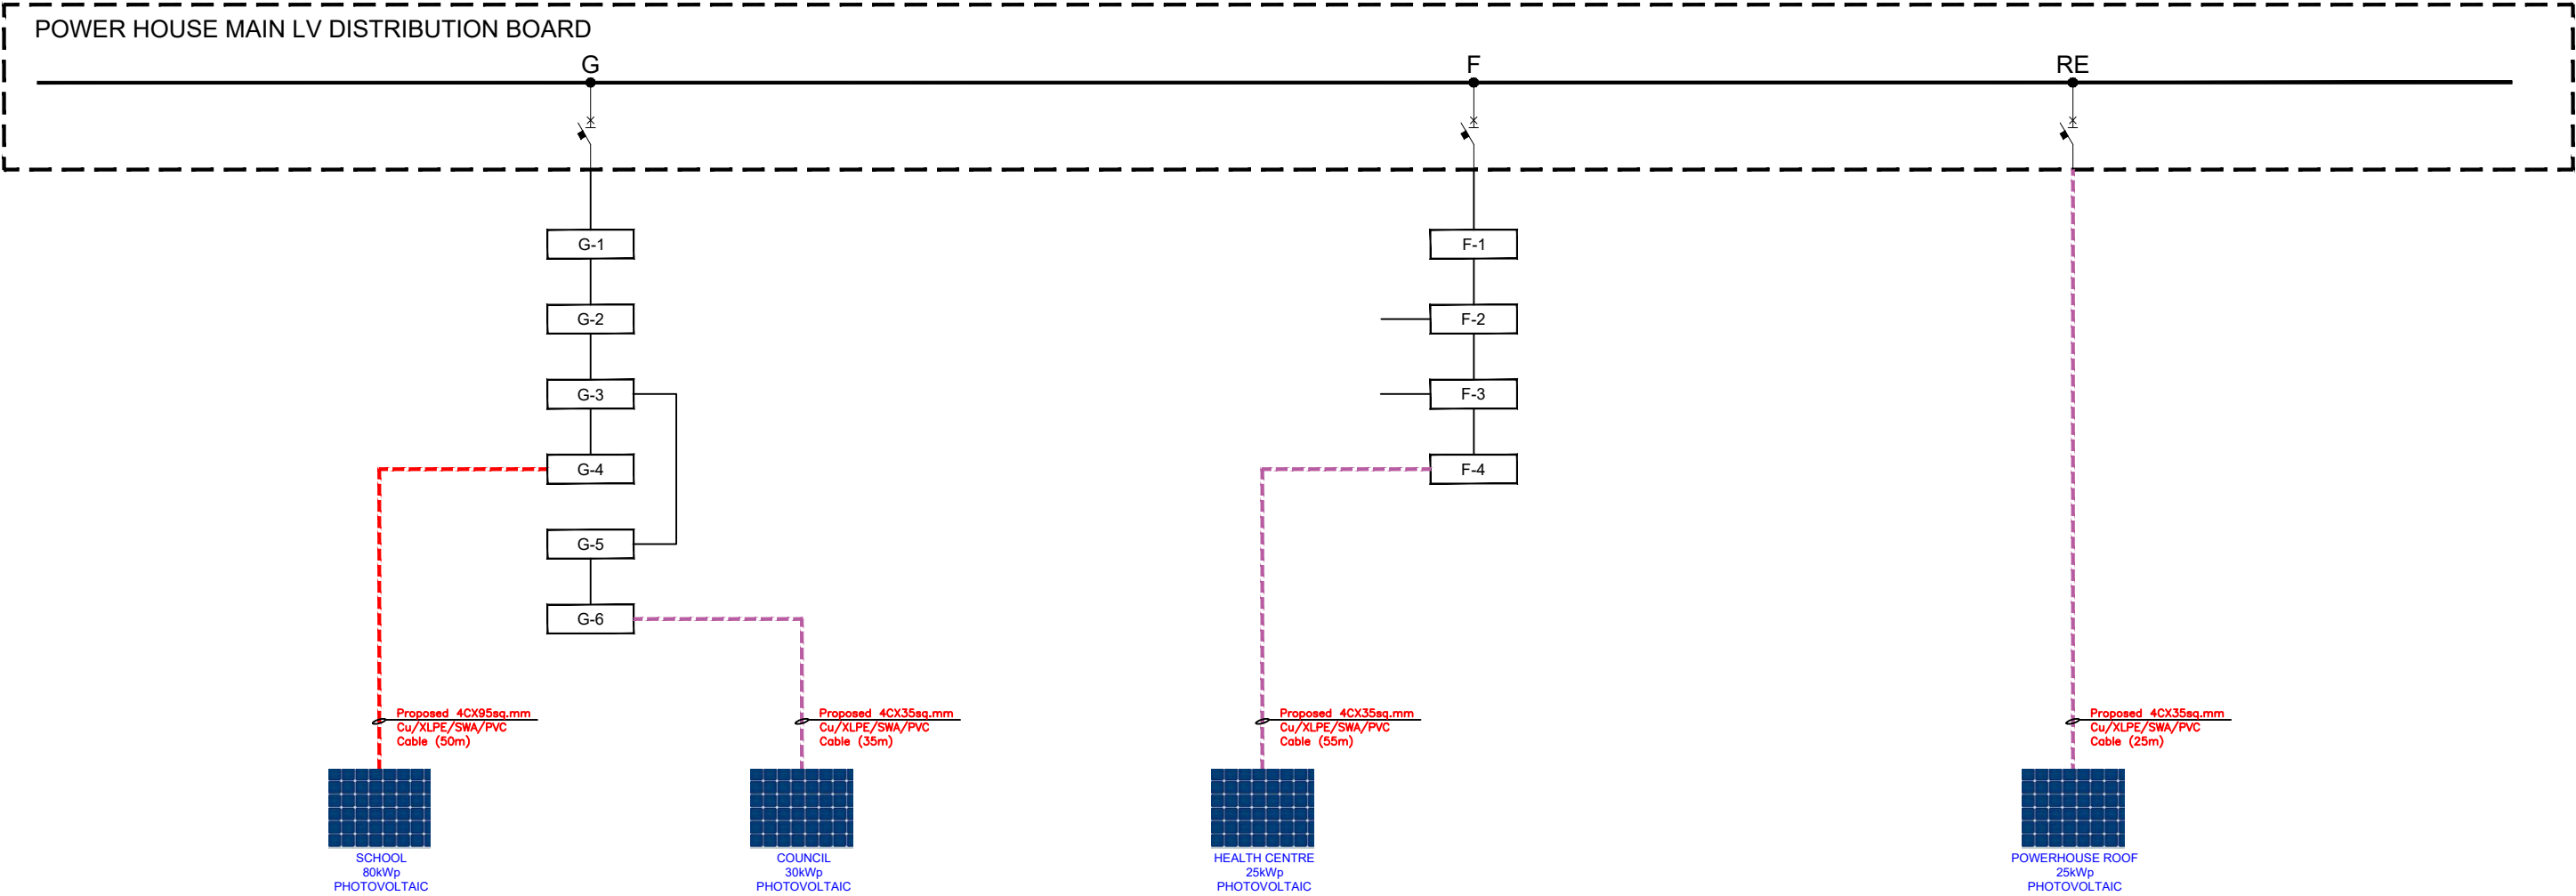 POWER HOUSE MAIN LV DISTRIBUTION BOARD
G
F
RE
G-1
F-1
G-2
F-2
G-3
F-3
G-4
F-4
G-5
G-6
Proposed 4CX95sq.mm
Cu/XLPE/SWA/PVC
Cable (50m)
Proposed 4CX35sq.mm
Cu/XLPE/SWA/PVC
Cable (35m)
Proposed 4CX35sq.mm
Cu/XLPE/SWA/PVC
Cable (55m)
Proposed 4CX35sq.mm
Cu/XLPE/SWA/PVC
Cable (25m)
SCHOOL
80kWp
PHOTOVOLTAIC
COUNCIL
30kWp
PHOTOVOLTAIC
HEALTH CENTRE
25kWp
PHOTOVOLTAIC
POWERHOUSE ROOF
25kWp
PHOTOVOLTAIC